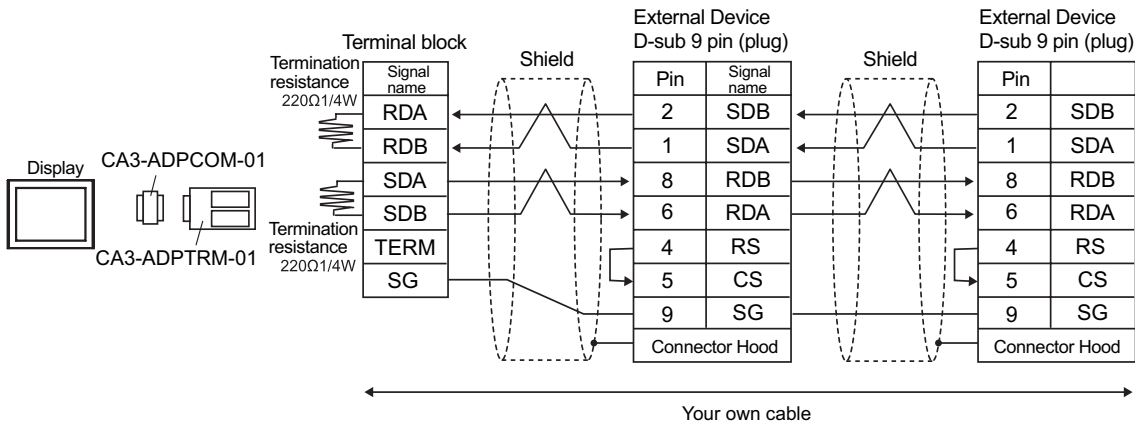 External Device
D-sub 9 pin (plug)
External Device
D-sub 9 pin (plug)
Terminal block
Shield
Shield
Termination
resistance
220Ω1/4W
Signal
name
Pin
Signal
name
Pin
RDA
2
SDB
2
SDB
RDB
1
SDA
1
SDA
Display
CA3-ADPCOM-01
SDA
8
RDB
8
RDB
SDB
6
RDA
6
RDA
CA3-ADPTRM-01
Termination
resistance
220Ω1/4W
TERM
4
RS
4
RS
SG
5
CS
5
CS
9
SG
9
SG
Connector Hood
Connector Hood
Your own cable